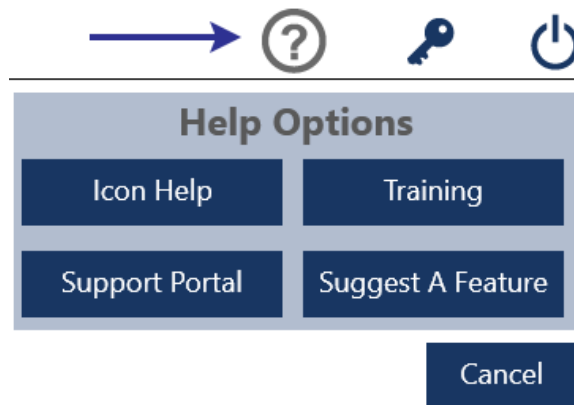 ?
Help Options
Icon Help
Training
Support Portal
Suggest A Feature
Cancel